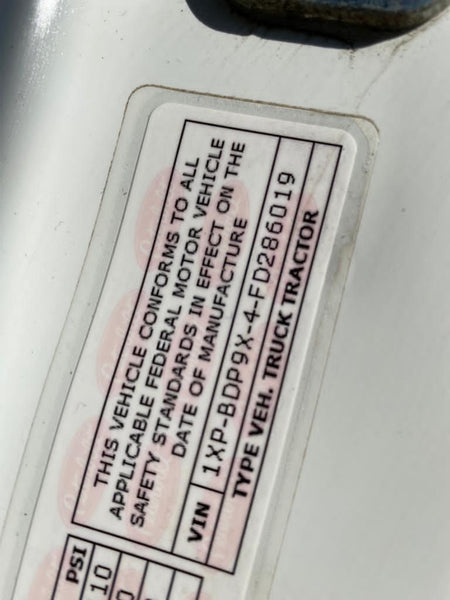 THIS VEHICLE CONFORMS TO ALL
APPLICABLE FEDERAL MOTOR VEHICLE
SAFETY STANDARDS IN EFFECT ON THE
DATE OF MANUFACTURE
VIN 1XP-BDP9X-4-FD286019
TYPE VEH. TRUCK TRACTOR
PSI
10
0